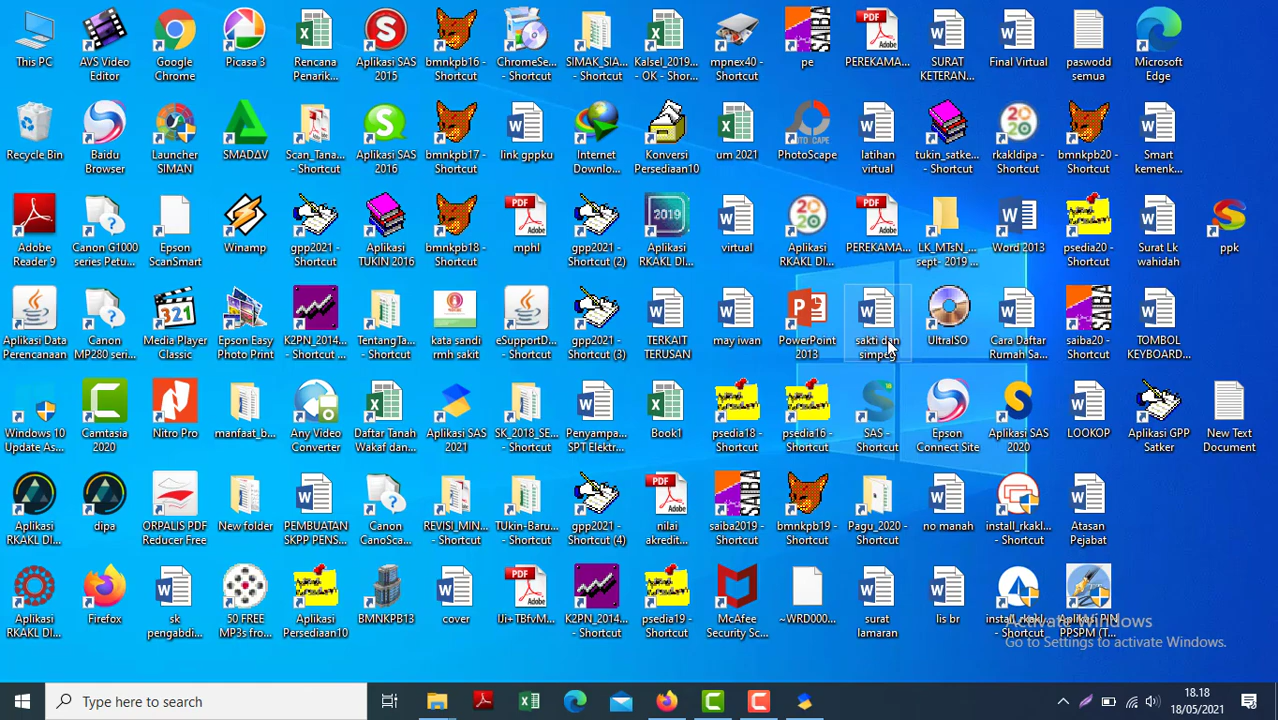 This PC
AVS Video
Editor
Google
Chrome
Picasa 3
Rencana
Penarik...
Aplikasi SAS
2015
bmnkpb16 -
Shortcut
ChromeSe...
- Shortcut
SIMAK_SIA...
- Shortcut
Kalsel_2019...
- OK - Shor...
mpnex40 -
Shortcut
pe
PEREKAMA...
SURAT
KETERAN...
Final Virtual
paswodd
semua
Microsoft
Edge
Recycle Bin
Baidu
Browser
Launcher
SIMAN
SMADAV
Scan_Tana...
- Shortcut
Aplikasi SAS
2016
bmnkpb17 -
Shortcut
link gppku
Internet
Downlo...
Konversi
Persediaan10
um 2021
PhotoScape
latihan
virtual
tukin_satke...
- Shortcut
rkakldipa -
Shortcut
bmnkpb20 -
Shortcut
Smart
kemenk...
Adobe
Reader 9
Canon G1000
series Petu...
Epson
ScanSmart
Winamp
gpp2021 -
Shortcut
Aplikasi
TUKIN 2016
bmnkpb18 -
Shortcut
mphl
gpp2021 -
Shortcut (2)
Aplikasi
RKAKL DI...
virtual
Aplikasi
RKAKL DI...
PEREKAMA...
LK_MTsN_...
sept- 2019 ...
Word 2013
psedia20 -
Shortcut
Surat Lk
wahidah
ppk
Aplikasi Data
Perencanaan
Canon
MP280 seri...
Media Player
Classic
Epson Easy
Photo Print
K2PN_2014...
- Shortcut ...
TentangTa...
- Shortcut
kata sandi
rmh sakit
eSupportD...
- Shortcut
gpp2021 -
Shortcut (3)
TERKAIT
TERUSAN
may iwan
PowerPoint
2013
sakti dan
simpeg
UltraISO
Cara Daftar
Rumah Sa...
saiba20 -
Shortcut
TOMBOL
KEYBOARD...
Windows 10
Update As...
Camtasia
2020
Nitro Pro
manfaat_b...
Any Video
Converter
Daftar Tanah
Wakaf dan...
Aplikasi SAS
2021
SK_2018_SE...
- Shortcut
Penyampa...
SPT Elektr...
Book1
psedia18 -
Shortcut
psedia16 -
Shortcut
SAS -
Shortcut
Epson
Connect Site
Aplikasi SAS
2020
LOOKOP
Aplikasi GPP
Satker
New Text
Document
Aplikasi
RKAKL DI...
dipa
ORPALIS PDF
Reducer Free
New folder
PEMBUATAN
SKPP PENS...
Canon
CanoSca...
REVISI_MIN...
- Shortcut
TUkin-Baru...
- Shortcut
gpp2021 -
Shortcut (4)
nilai
akredit...
saiba2019 -
Shortcut
bmnkpb19 -
Shortcut
Pagu_2020 -
Shortcut
no manah
install_rkakl...
- Shortcut
Atasan
Pejabat
Aplikasi
RKAKL DI...
Firefox
sk
pengabdi...
50 FREE
MP3s fro...
Aplikasi
Persediaan10
BMNKPB13
cover
IJi+TBfvM...
K2PN_2014...
- Shortcut
psedia19 -
Shortcut
McAfee
Security Sc...
~WRD000...
surat
lamaran
lis br
install_rkakl...
- Shortcut
Aplikasi PIN
PPSPM (T...
Activate Windows
Go to Settings to activate Windows.
Type here to search
18.18
18/05/2021